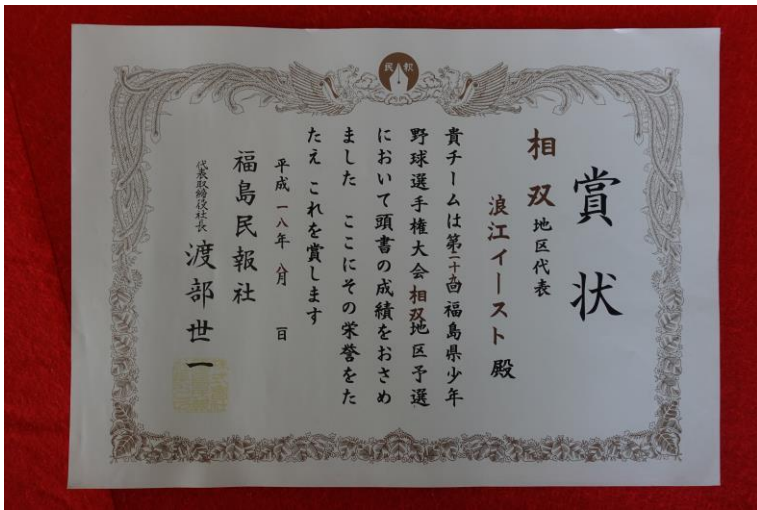 民報
賞状
相双地区代表
浪江イースト殿
貴チームは第二十九回福島県少年
野球選手権大会相双地区予選
において頭書の成績をおさめ
ました ここにその栄誉をた
たえ これを賞します
平成一八年 八月 日
福島民報社
代表取締役社長 渡部世一